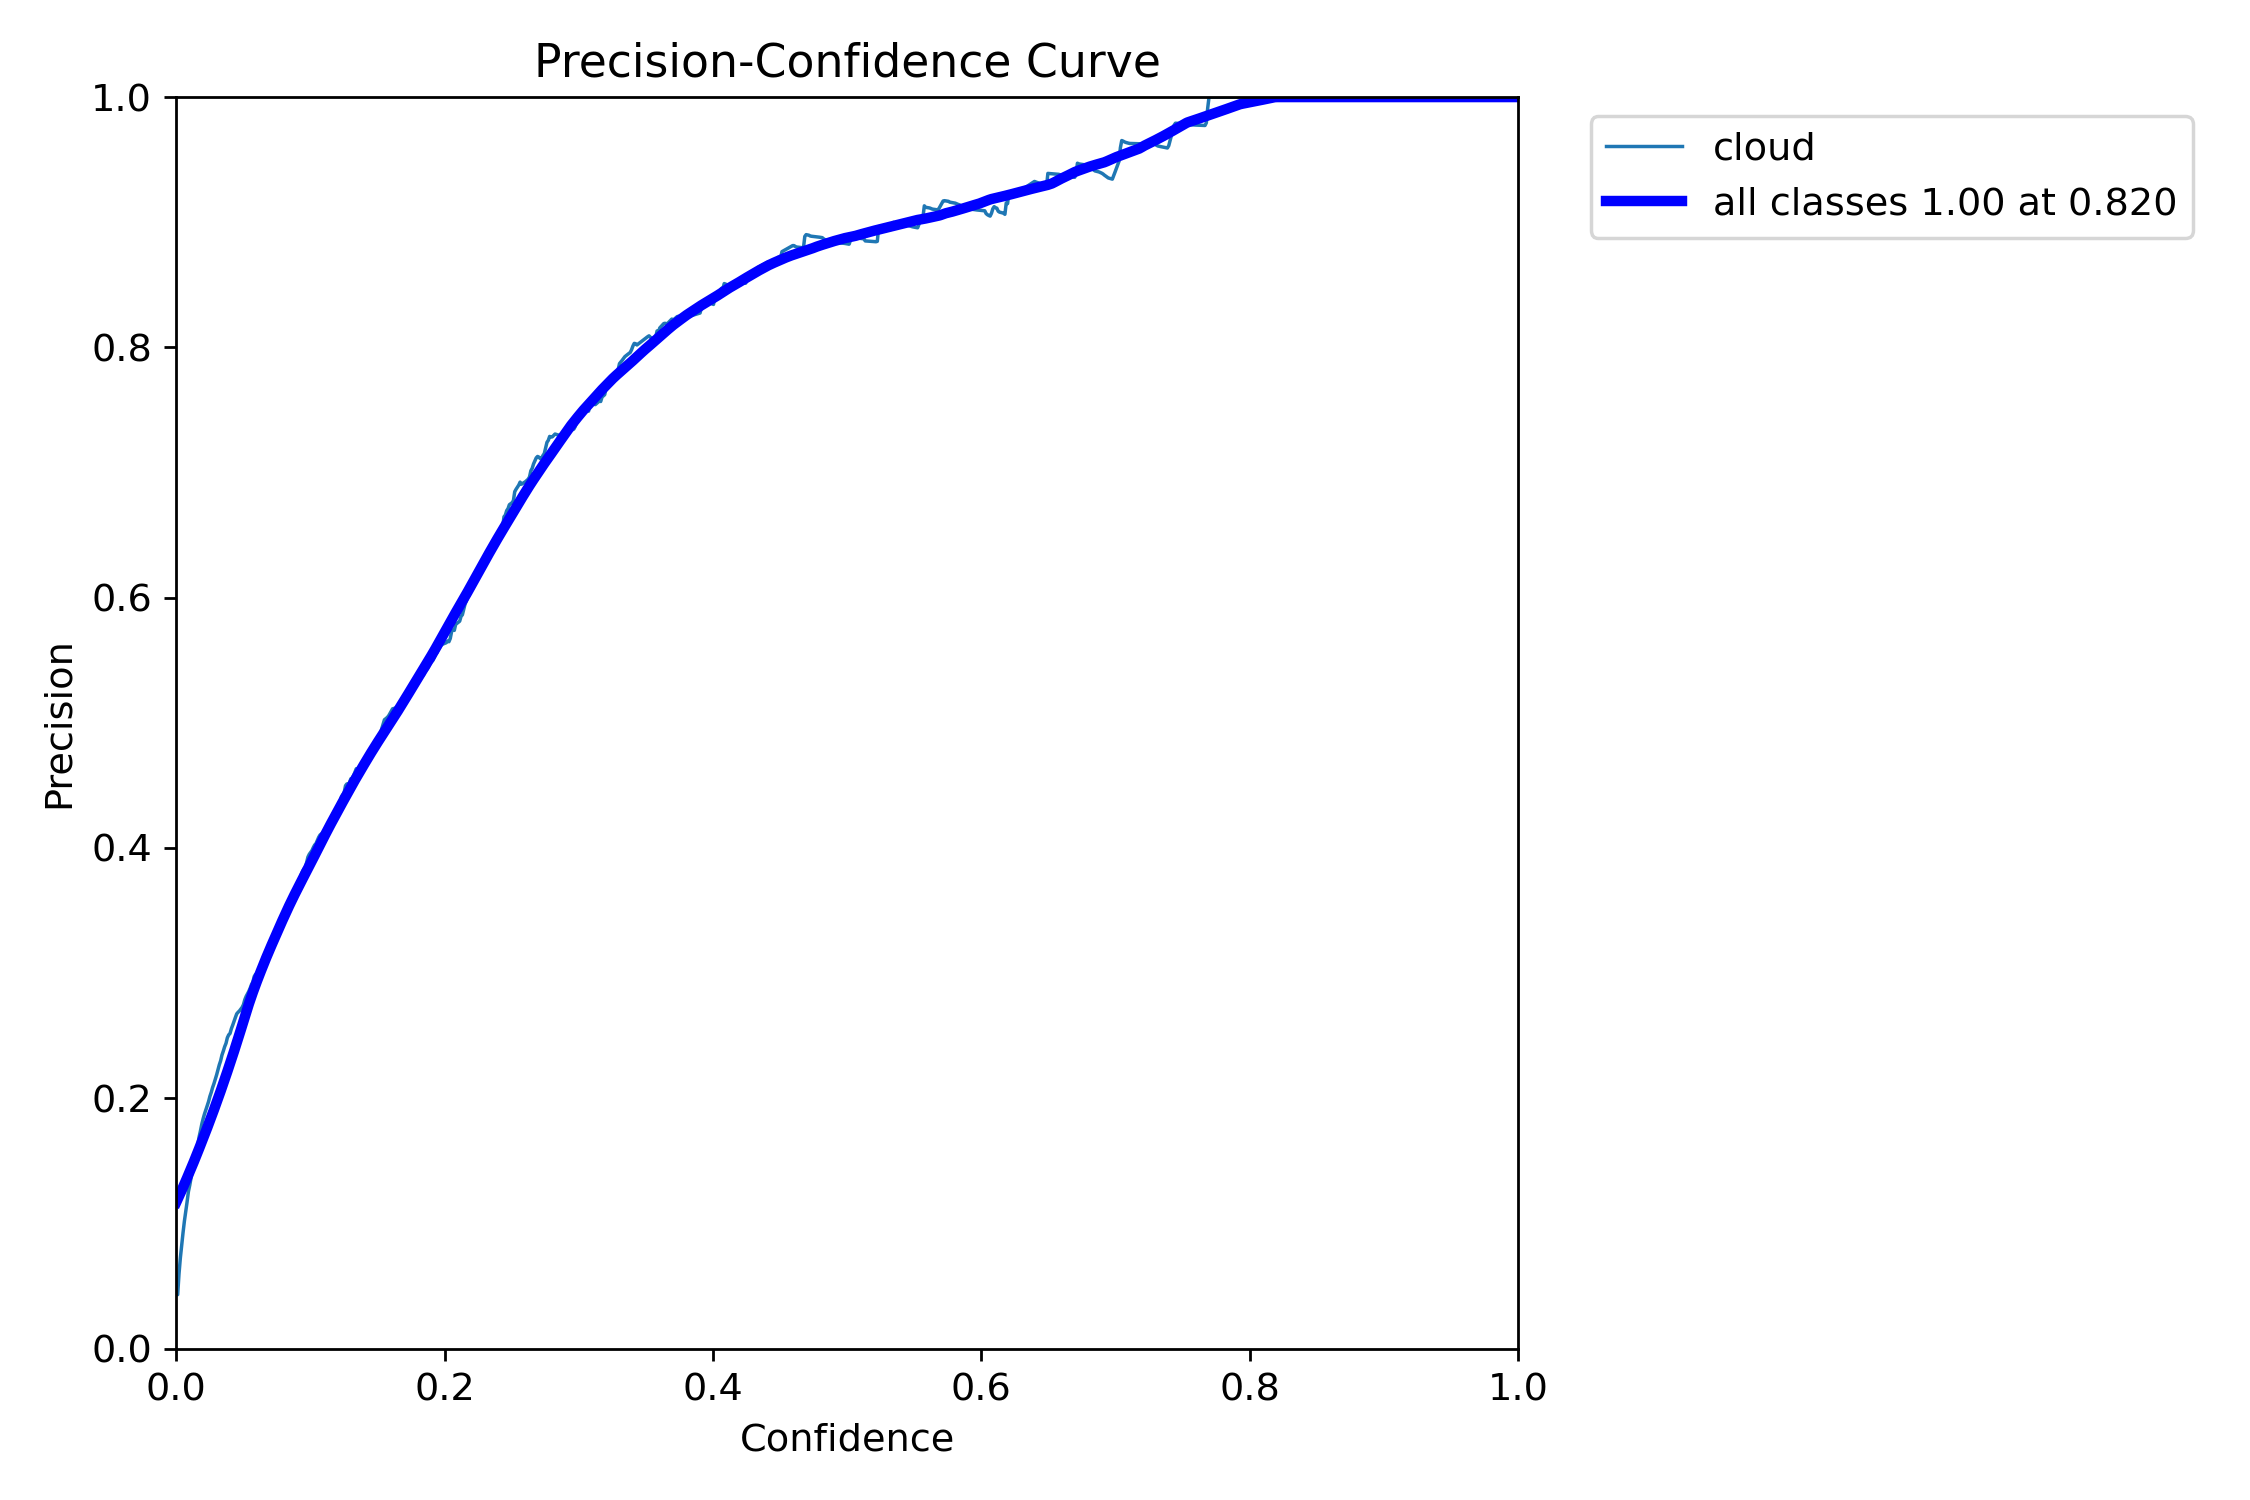 Precision-Confidence Curve
1.0
0.8
0.6
0.4
0.2
0.0
Precision
0.0 0.2 0.4 0.6 0.8 1.0
Confidence
cloud
all classes 1.00 at 0.820